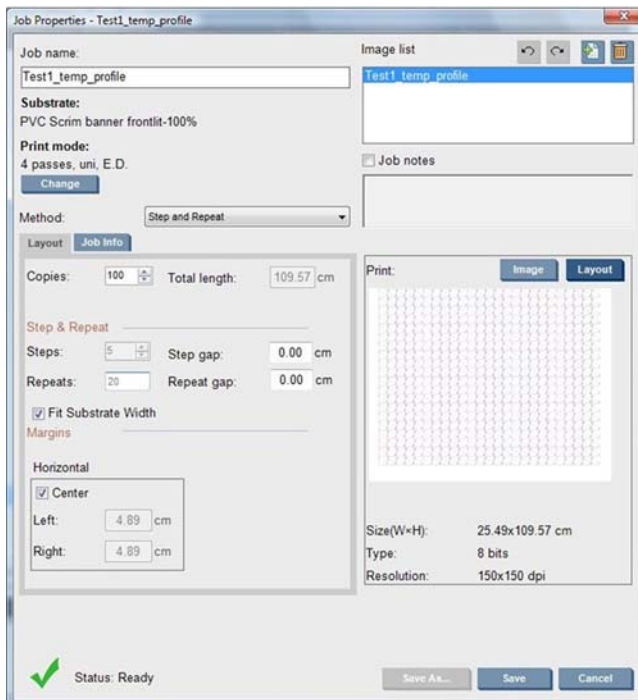 Job Properties - Test1_temp_profile
Job name:
Test1_temp_profile
Substrate:
PVC Scrim banner frontlit-100%
Print mode:
4 passes, uni, E.D.
Change
Method: Step and Repeat
Image list
Test1_temp_profile
Job notes
Layout Job Info
Copies: 100 Total length: 109.57 cm
Step & Repeat
Steps: 5 Step gap: 0.00 cm
Repeats: 20 Repeat gap: 0.00 cm
Fit Substrate Width
Margins
Horizontal
Center
Left: 4.89 cm
Right: 4.89 cm
Print: Image Layout
Size(W×H): 25.49x109.57 cm
Type: 8 bits
Resolution: 150x150 dpi
Status: Ready
Save As... Save Cancel